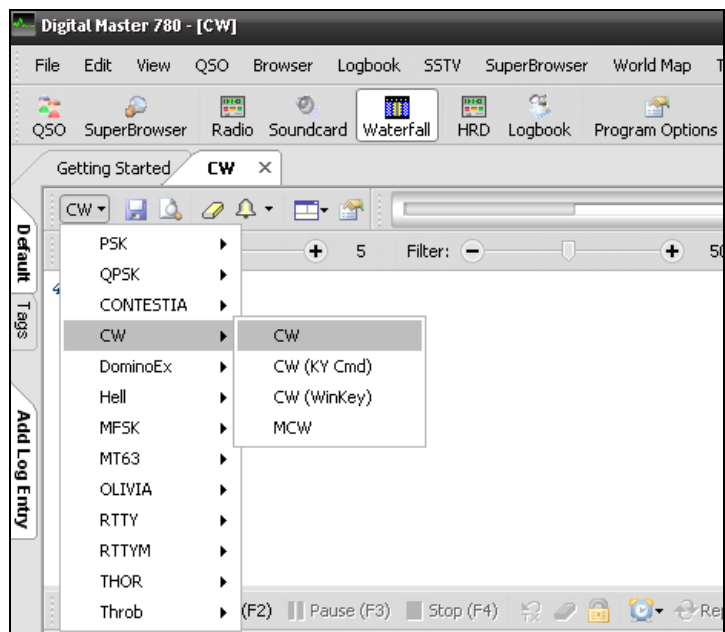 Digital Master 780 - [CW]
File Edit View QSO Browser Logbook SSTV SuperBrowser World Map
QSO SuperBrowser Radio Soundcard Waterfall HRD Logbook Program Options
Getting Started CW
CW
5 Filter:
Default
Tags
Add Log Entry
PSK
QPSK
CONTESTIA
CW
DominoEx
Hell
MFSK
MT63
OLIVIA
RTTY
RTTYM
THOR
Throb
CW
CW (KY Cmd)
CW (WinKey)
MCW
(F2) Pause (F3) Stop (F4)